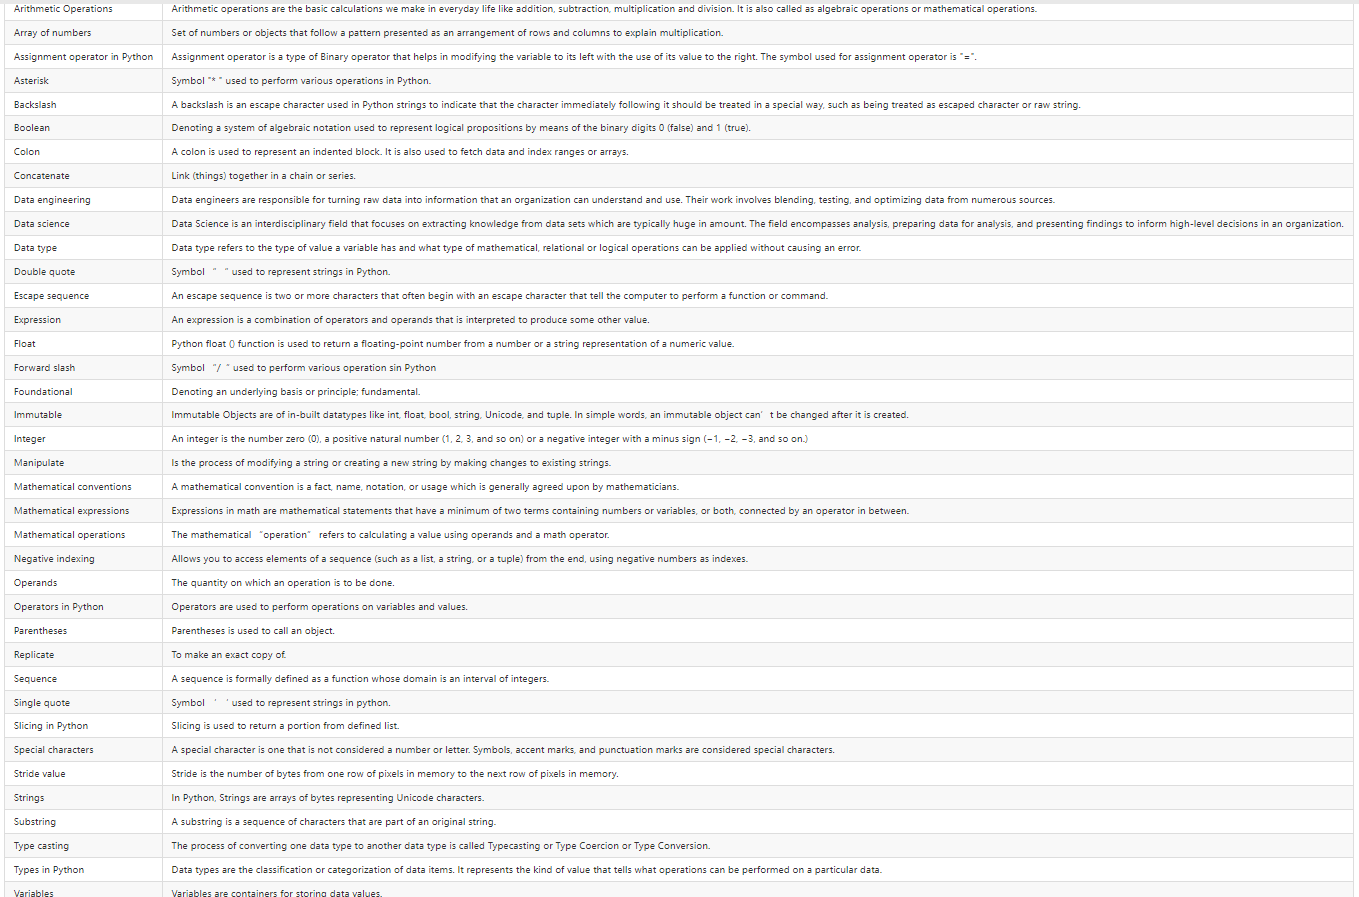 Arithmetic Operations Arithmetic operations are the basic calculations we make in everyday life like addition, subtraction, multiplication and division. It is also called as algebraic operations or mathematical operations.
Array of numbers Set of numbers or objects that follow a pattern presented as an arrangement of rows and columns to explain multiplication.
Assignment operator in Python Assignment operator is a type of Binary operator that helps in modifying the variable to its left with the use of its value to the right. The symbol used for assignment operator is "=".
Asterisk Symbol "* " used to perform various operations in Python.
Backslash A backslash is an escape character used in Python strings to indicate that the character immediately following it should be treated in a special way, such as being treated as escaped character or raw string.
Boolean Denoting a system of algebraic notation used to represent logical propositions by means of the binary digits 0 (false) and 1 (true).
Colon A colon is used to represent an indented block. It is also used to fetch data and index ranges or arrays.
Concatenate Link (things) together in a chain or series.
Data engineering Data engineers are responsible for turning raw data into information that an organization can understand and use. Their work involves blending, testing, and optimizing data from numerous sources.
Data science Data Science is an interdisciplinary field that focuses on extracting knowledge from data sets which are typically huge in amount. The field encompasses analysis, preparing data for analysis, and presenting findings to inform high-level decisions in an organization.
Data type Data type refers to the type of value a variable has and what type of mathematical, relational or logical operations can be applied without causing an error.
Double quote Symbol “ ” used to represent strings in Python.
Escape sequence An escape sequence is two or more characters that often begin with an escape character that tell the computer to perform a function or command.
Expression An expression is a combination of operators and operands that is interpreted to produce some other value.
Float Python float () function is used to return a floating-point number from a number or a string representation of a numeric value.
Forward slash Symbol “/ ” used to perform various operation sin Python
Foundational Denoting an underlying basis or principle; fundamental.
Immutable Immutable Objects are of in-built datatypes like int, float, bool, string, Unicode, and tuple. In simple words, an immutable object can’ t be changed after it is created.
Integer An integer is the number zero (0), a positive natural number (1, 2, 3, and so on) or a negative integer with a minus sign (−1, −2, −3, and so on.)
Manipulate Is the process of modifying a string or creating a new string by making changes to existing strings.
Mathematical conventions A mathematical convention is a fact, name, notation, or usage which is generally agreed upon by mathematicians.
Mathematical expressions Expressions in math are mathematical statements that have a minimum of two terms containing numbers or variables, or both, connected by an operator in between.
Mathematical operations The mathematical “operation” refers to calculating a value using operands and a math operator.
Negative indexing Allows you to access elements of a sequence (such as a list, a string, or a tuple) from the end, using negative numbers as indexes.
Operands The quantity on which an operation is to be done.
Operators in Python Operators are used to perform operations on variables and values.
Parentheses Parentheses is used to call an object.
Replicate To make an exact copy of.
Sequence A sequence is formally defined as a function whose domain is an interval of integers.
Single quote Symbol ‘ ’ used to represent strings in python.
Slicing in Python Slicing is used to return a portion from defined list.
Special characters A special character is one that is not considered a number or letter. Symbols, accent marks, and punctuation marks are considered special characters.
Stride value Stride is the number of bytes from one row of pixels in memory to the next row of pixels in memory.
Strings In Python, Strings are arrays of bytes representing Unicode characters.
Substring A substring is a sequence of characters that are part of an original string.
Type casting The process of converting one data type to another data type is called Typecasting or Type Coercion or Type Conversion.
Types in Python Data types are the classification or categorization of data items. It represents the kind of value that tells what operations can be performed on a particular data.
Variables Variables are containers for storing data values.